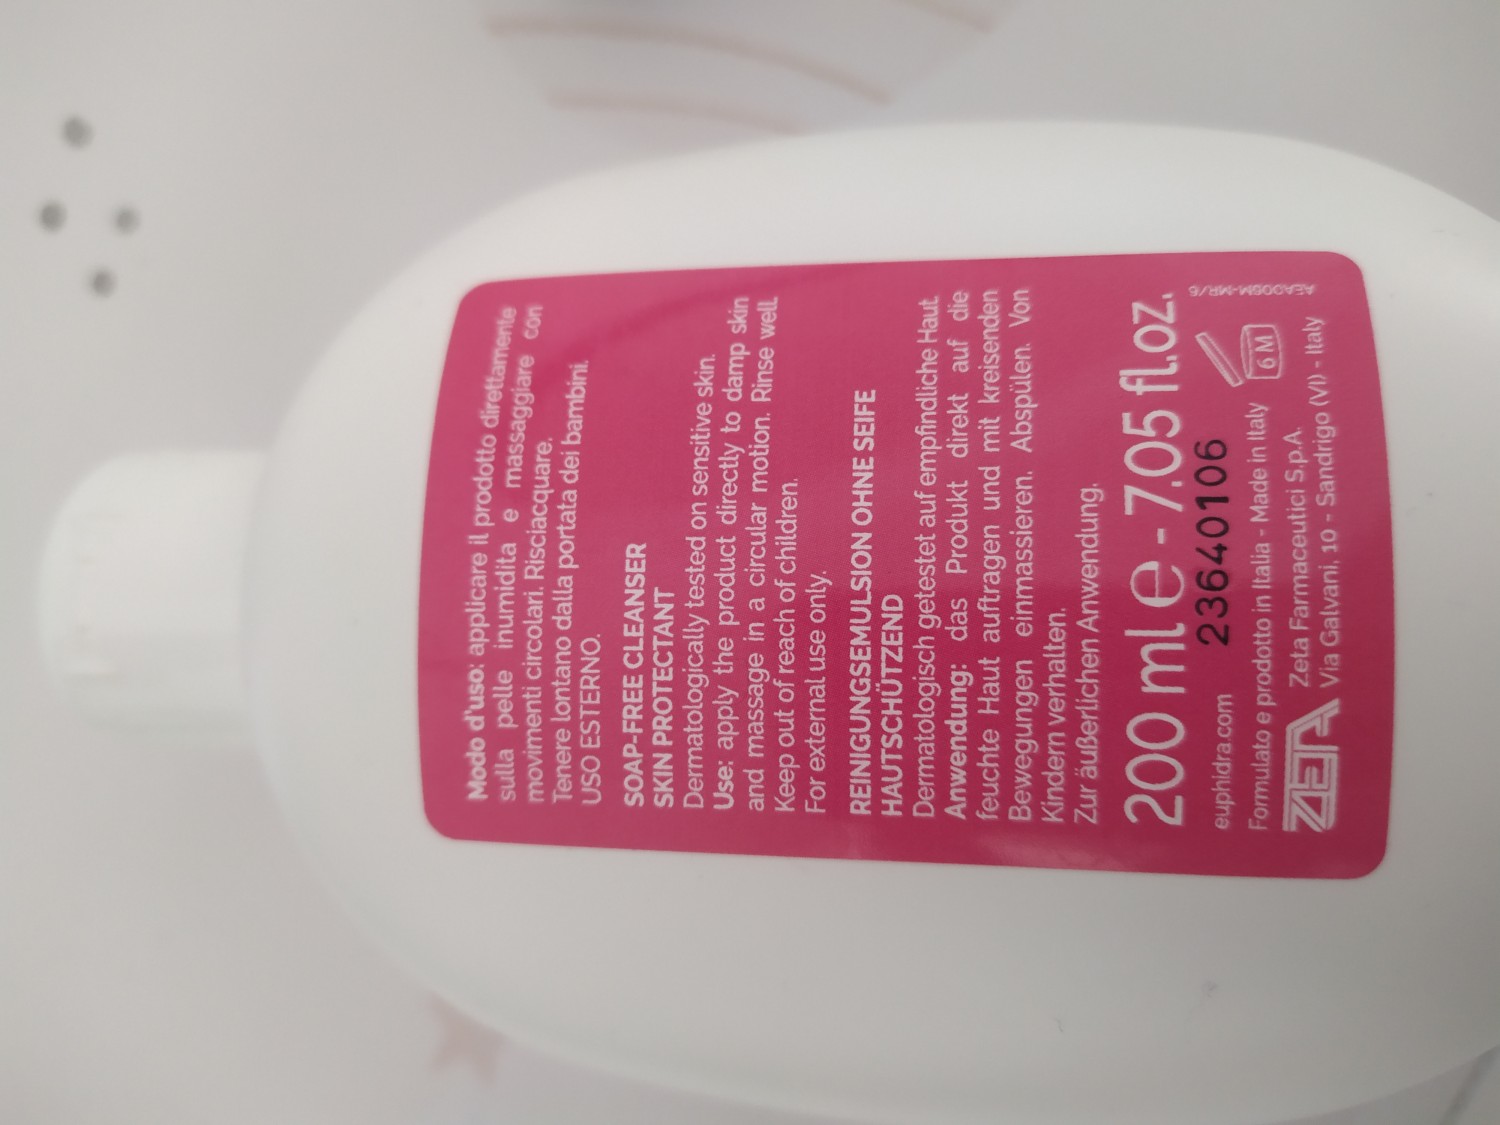 Modo d'uso: applicare il prodotto direttamente
sulla pelle inumidita e massaggiare con
movimenti circolari. Risciacquare.
Tenere lontano dalla portata dei bambini.
USO ESTERNO.
SOAP-FREE CLEANSER
SKIN PROTECTANT
Dermatologically tested on sensitive skin.
Use: apply the product directly to damp skin
and massage in a circular motion. Rinse well.
Keep out of reach of children.
For external use only.
REINIGUNGSEMULSION OHNE SEIFE
HAUTSCHÜTZEND
Dermatologisch getestet auf empfindliche Haut.
Anwendung: das Produkt direkt auf die
feuchte Haut auftragen und mit kreisenden
Bewegungen einmassieren. Abspülen. Von
Kindern verhalten.
Zur äußerlichen Anwendung.
200 ml ℮ - 7.05 fl.oz.
23640106
euphidra.com
6 M
Formulato e prodotto in Italia - Made in Italy
ZETA
Zeta Farmaceutici S.p.A.
Via Galvani, 10 - Sandrigo (VI) - Italy